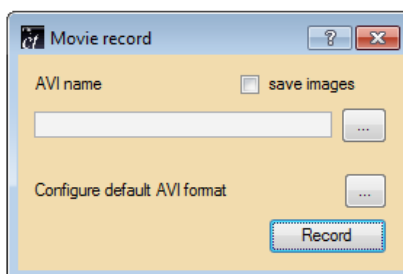 Movie record
?
AVI name
save images
...
Configure default AVI format
...
Record